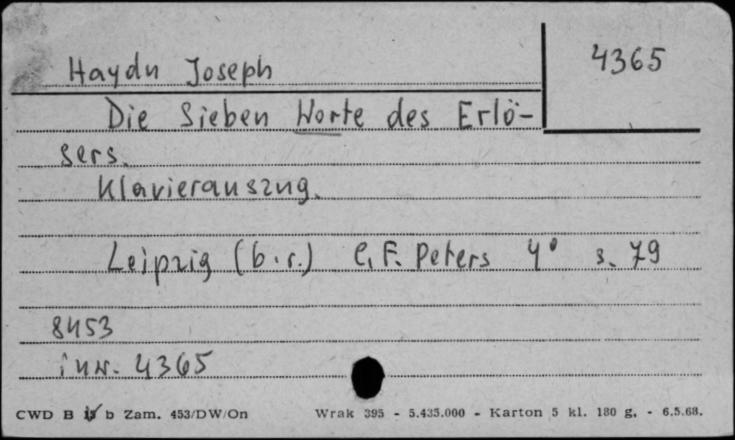 Haydn Joseph
4365
Die Sieben Worte des Erlö-
sers.
Klavierauszug.
Leipzig (b.r.) C.F. Peters 4° s. 79
8453
inw. 4365
CWD B b Zam. 453/DW/On Wrak 395 - 5.435.000 - Karton 5 kl. 180 g. - 6.5.68.